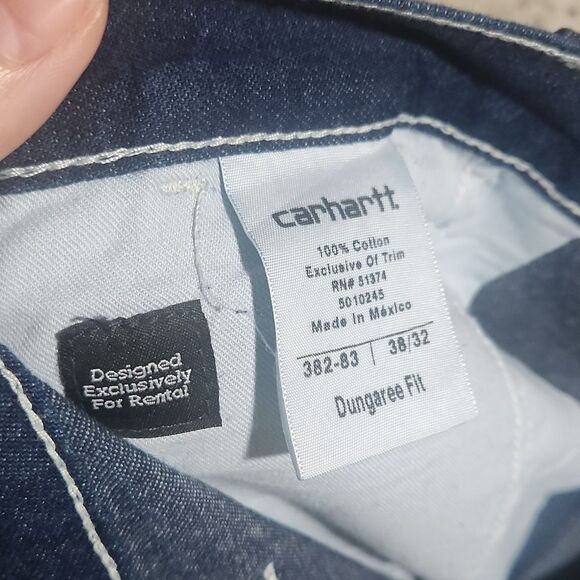 carhartt
100% Cotton
Exclusive Of Trim
RN# 51374
5010245
Made In México
382-83 | 38/32
Dungaree Fit
Designed
Exclusively
For Rental